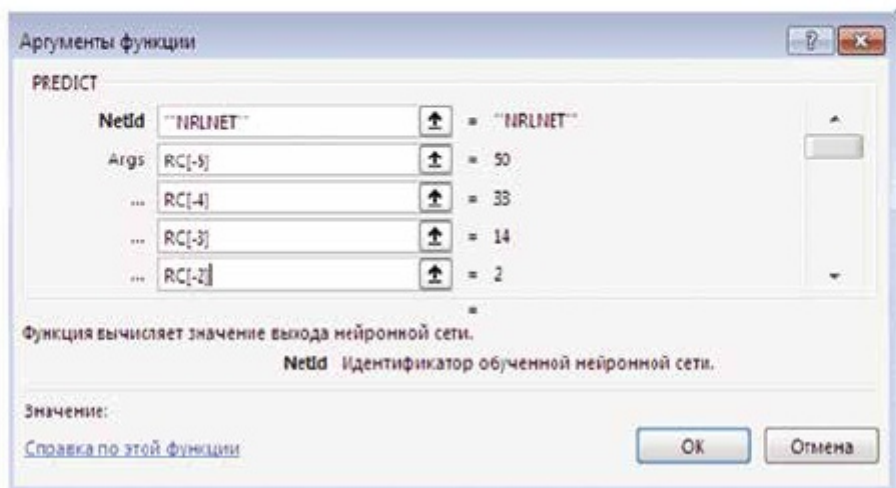 Аргументы функции
PREDICT
NetId ""NRLNET"" = ""NRLNET""
Args RC[-5] = 50
... RC[-4] = 33
... RC[-3] = 14
... RC[-2] = 2
=
Функция вычисляет значение выхода нейронной сети.
NetId Идентификатор обученной нейронной сети.
Значение:
Справка по этой функции
OK
Отмена